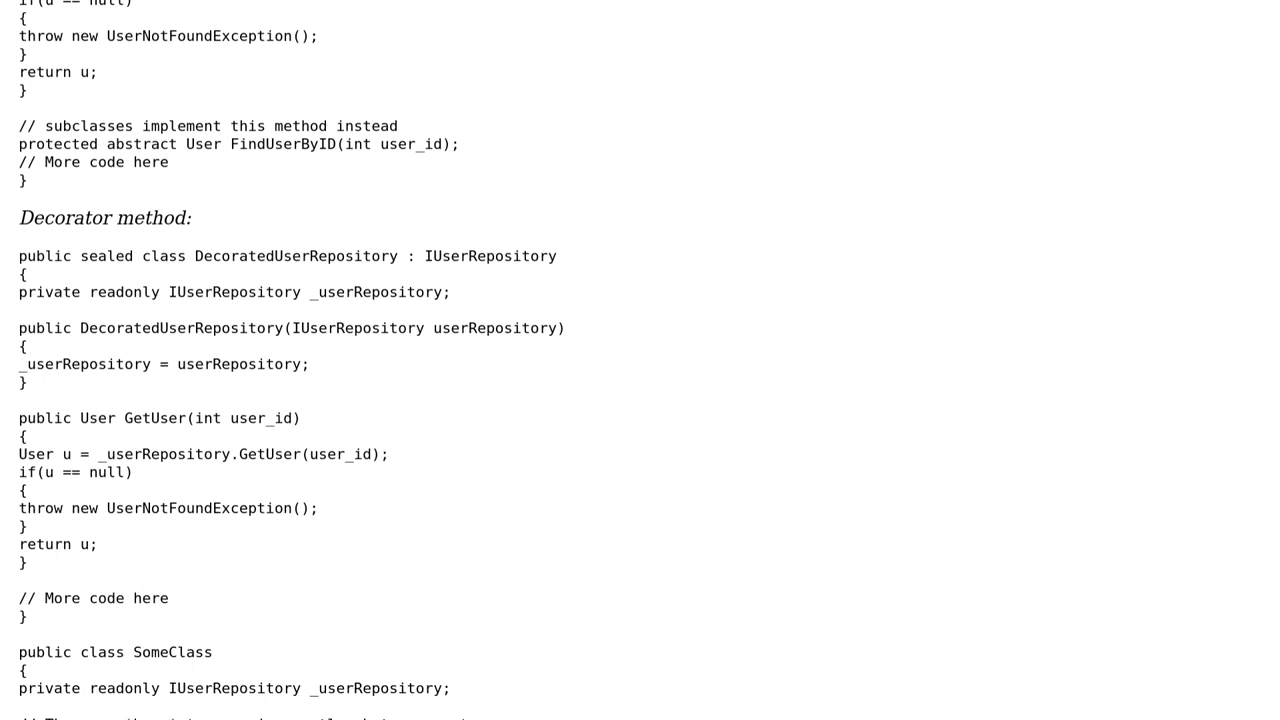 if(u == null)
{
throw new UserNotFoundException();
}
return u;
}
// subclasses implement this method instead
protected abstract User FindUserByID(int user_id);
// More code here
}
Decorator method:
public sealed class DecoratedUserRepository : IUserRepository
{
private readonly IUserRepository _userRepository;
public DecoratedUserRepository(IUserRepository userRepository)
{
_userRepository = userRepository;
}
public User GetUser(int user_id)
{
User u = _userRepository.GetUser(user_id);
if(u == null)
{
throw new UserNotFoundException();
}
return u;
}
// More code here
}
public class SomeClass
{
private readonly IUserRepository _userRepository;